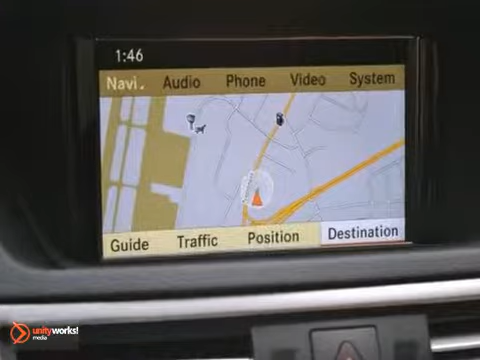 1:46
Navi. Audio Phone Video System
Guide Traffic Position Destination
unityworks!
media